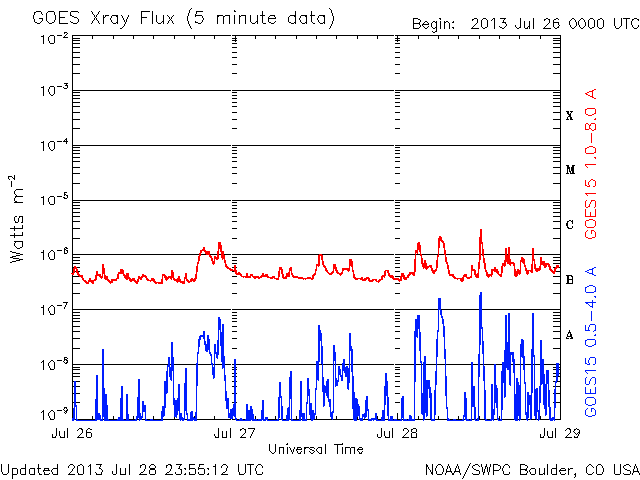 GOES Xray Flux (5 minute data)
Begin: 2013 Jul 26 0000 UTC
10⁻²
10⁻³
10⁻⁴
10⁻⁵
10⁻⁶
10⁻⁷
10⁻⁸
10⁻⁹
Watts m⁻²
X
M
C
B
A
GOES15 1.0-8.0 A
GOES15 0.5-4.0 A
Jul 26 Jul 27 Jul 28 Jul 29
Universal Time
Updated 2013 Jul 28 23:55:12 UTC
NOAA/SWPC Boulder, CO USA